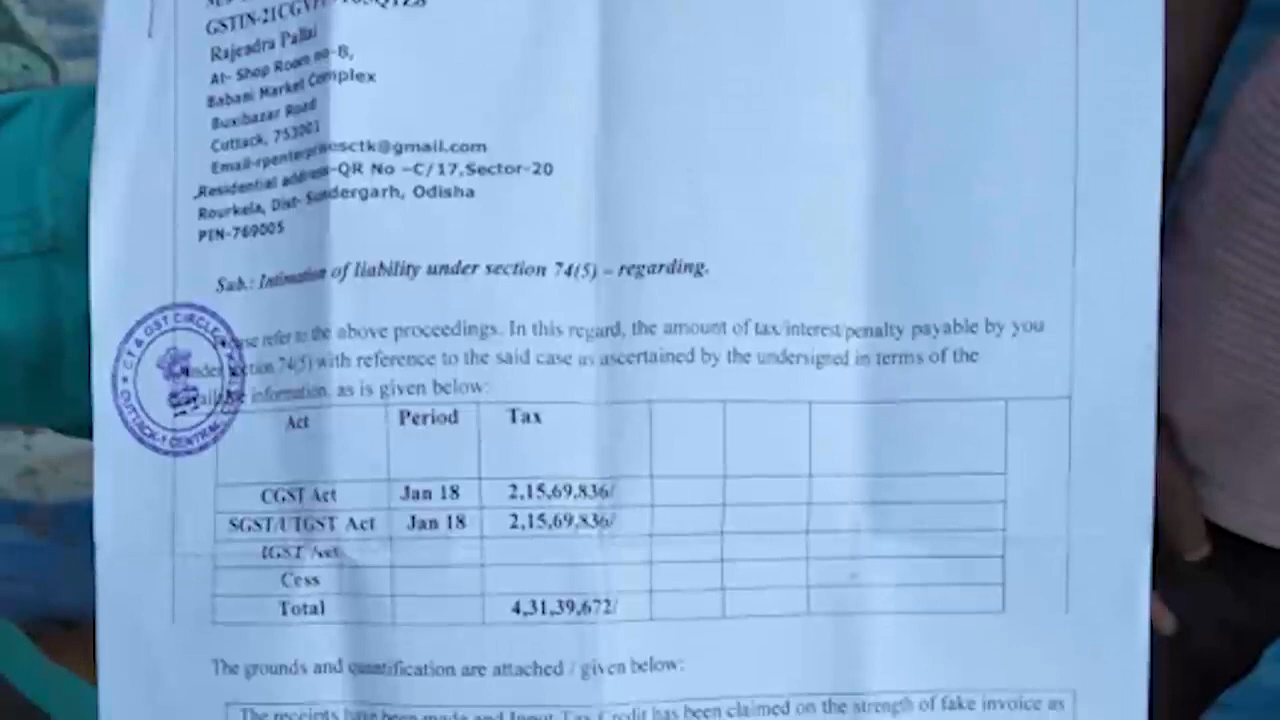 Rajendra Pallai
At- Shop Room no-8,
Babani Market Complex
Buxibazar Road
Cuttack, 753001
Email-rpenterprisesctk@gmail.com
Residential address-QR No –C/17,Sector-20
Rourkela, Dist- Sundergarh, Odisha
PIN-769005
Sub.: Intimation of liability under section 74(5) – regarding.
refer to the above proceedings. In this regard, the amount of tax/interest/penalty payable by you
under section 74(5) with reference to the said case as ascertained by the undersigned in terms of the
available information, as is given below:
CT & GST CIRCLE
CUTTACK-1 CENTRAL
Act Period Tax
CGST Act Jan 18 2,15,69,836/
SGST/UTGST Act Jan 18 2,15,69,836/
IGST Act
Cess
Total 4,31,39,672/
The grounds and quantification are attached / given below:
The receipts have been made and Input Tax Credit has been claimed on the strength of fake invoice as